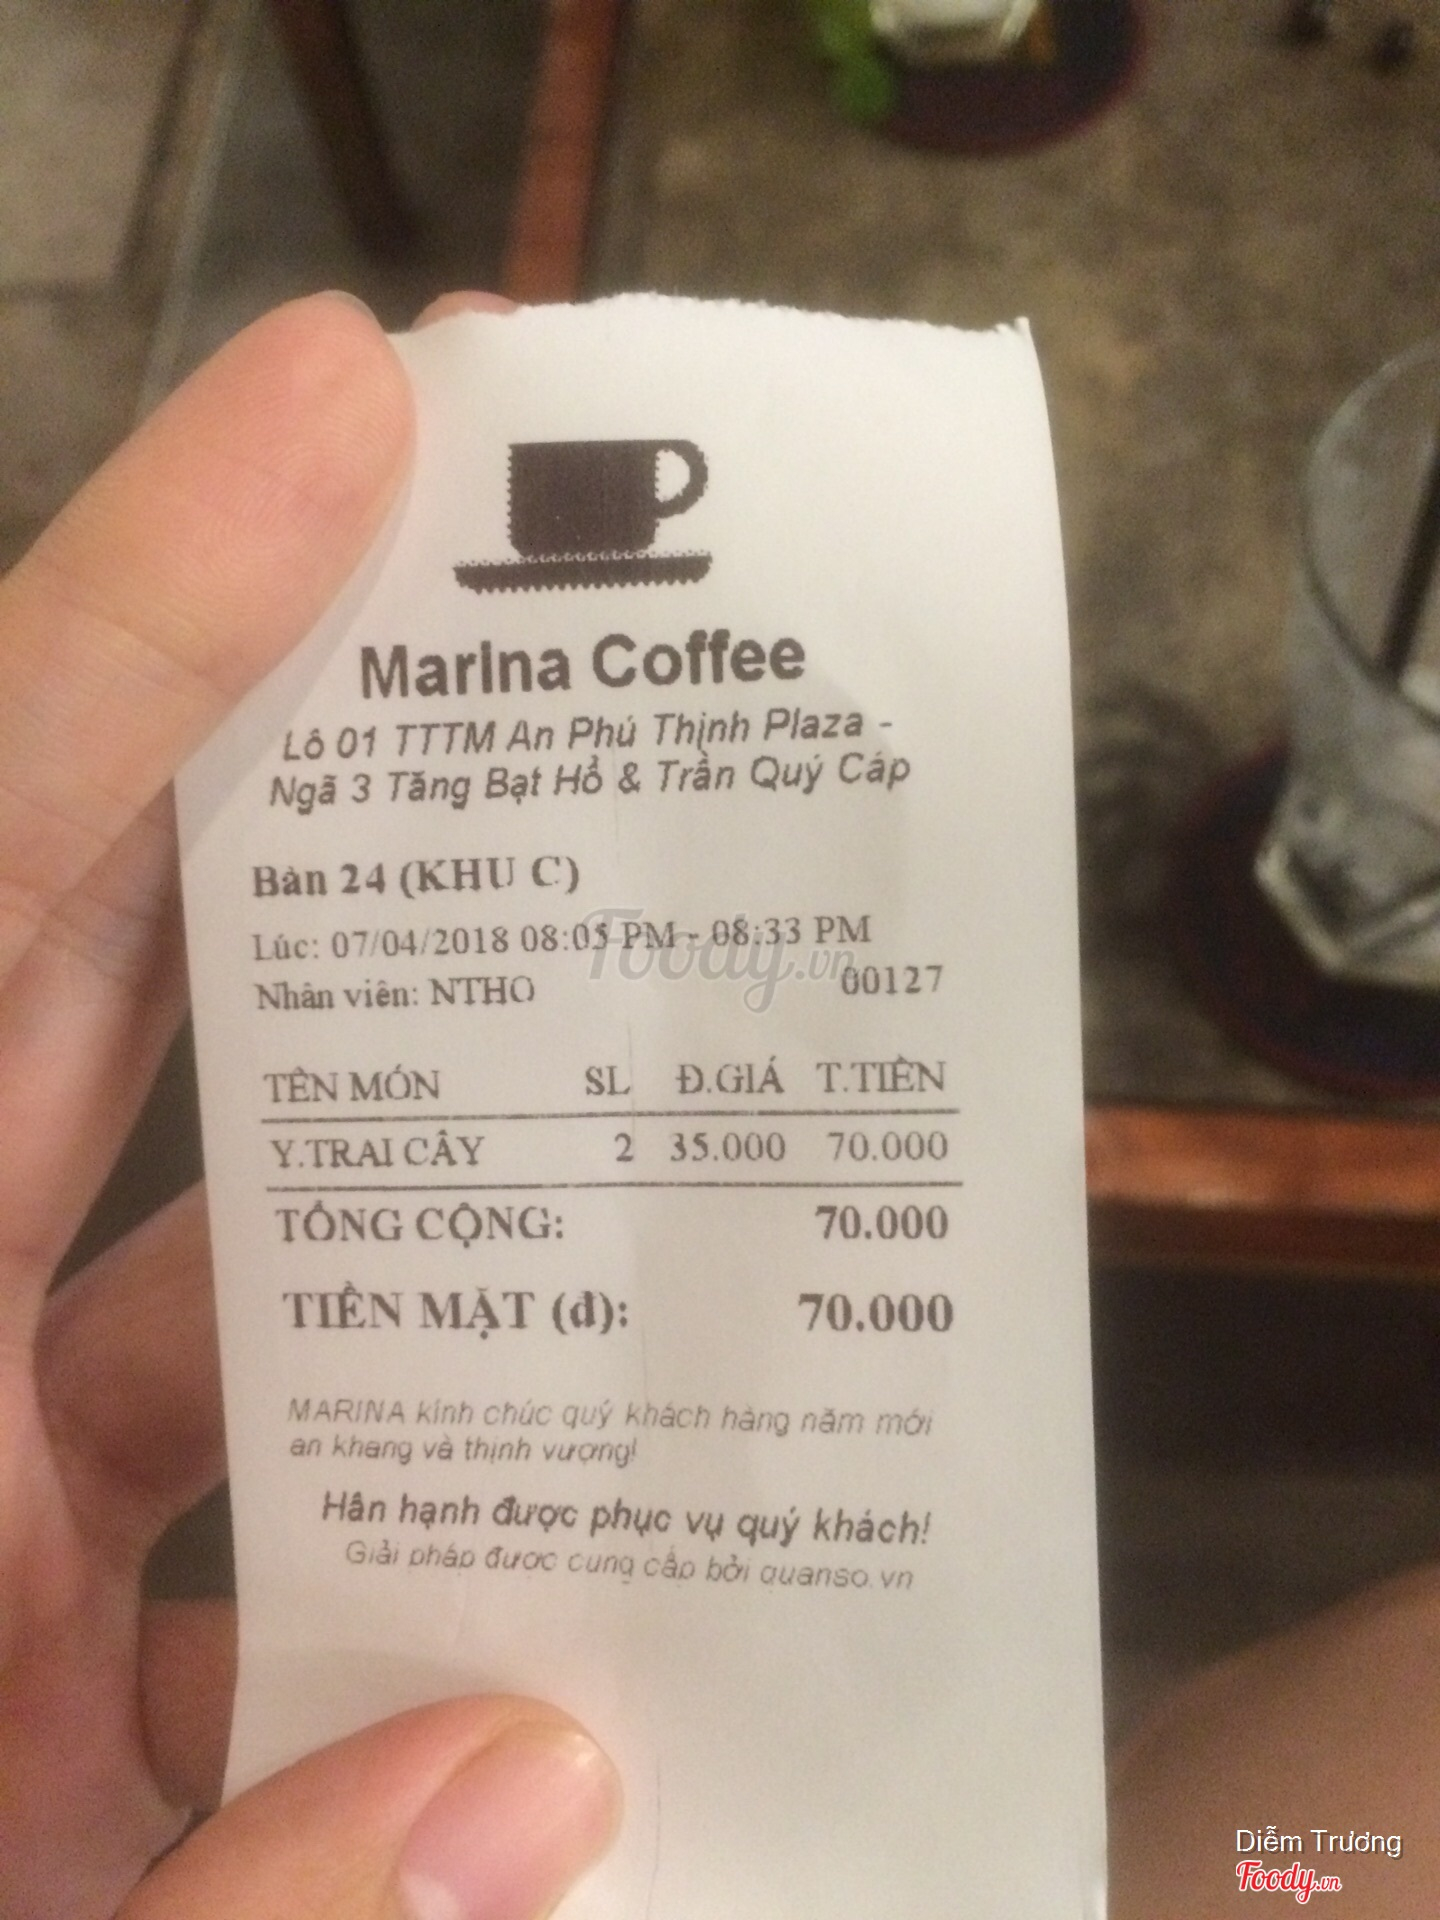 Marina Coffee
Lô 01 TTTM An Phú Thịnh Plaza -
Ngã 3 Tăng Bạt Hổ & Trần Quý Cáp
Bàn 24 (KHU C)
Lúc: 07/04/2018 08:05 PM - 08:33 PM
Nhân viên: NTHO 00127
TÊN MÓN SL Đ.GIÁ T.TIỀN
Y.TRAI CÂY 2 35.000 70.000
TỔNG CỘNG: 70.000
TIỀN MẶT (đ): 70.000
MARINA kính chúc quý khách hàng năm mới
an khang và thịnh vượng!
Hân hạnh được phục vụ quý khách!
Giải pháp được cung cấp bởi quanso.vn
Foody.vn
Diễm Trương
Foody.vn